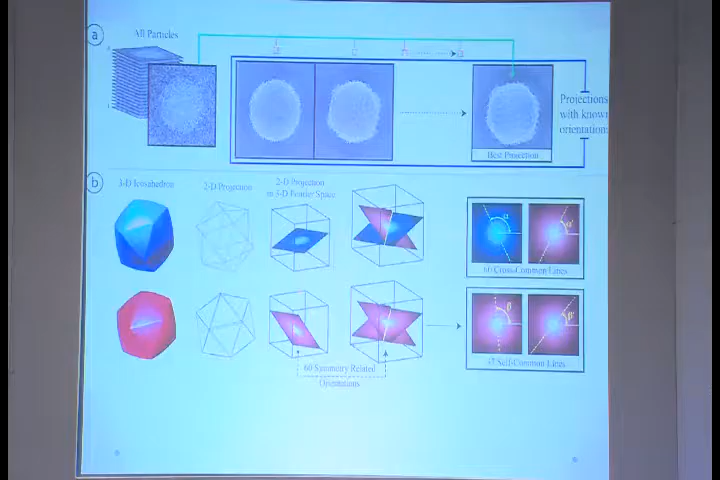 a
All Particles
Projections
with known
orientation
Best Projection
b
3-D Icosahedron
2-D Projection
2-D Projection
in 3-D Fourier Space
α
α'
60 Cross-Common Lines
β
β'
37 Self-Common Lines
60 Symmetry Related
Orientations